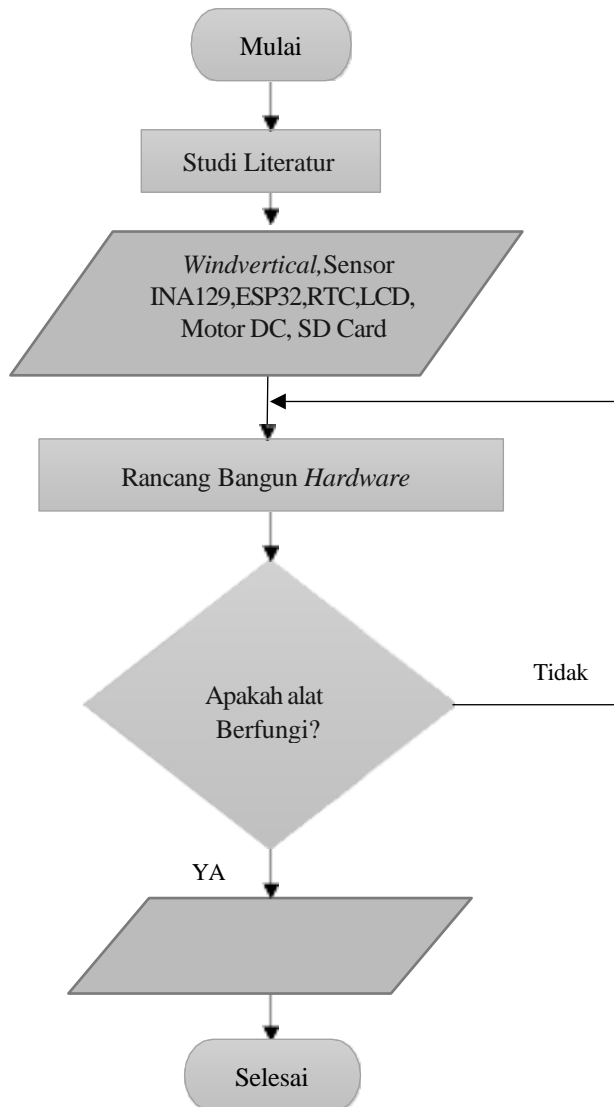 Mulai
Studi Literatur
Windvertical,Sensor
INA129,ESP32,RTC,LCD,
Motor DC, SD Card
Rancang Bangun Hardware
Apakah alat
Berfungi?
Tidak
YA
Selesai